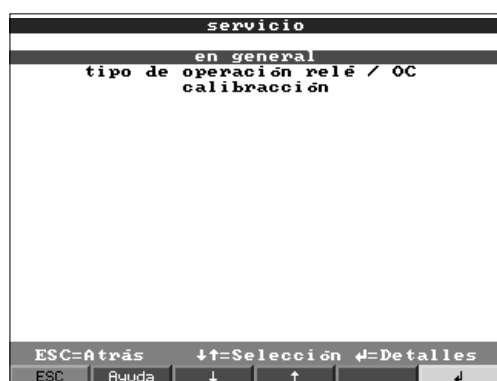 servicio
en general
tipo de operación relé / OC
calibracción
ESC=Atrás ↓↑=Selección ↵=Detalles
ESC Ayuda ↓ ↑ ↵